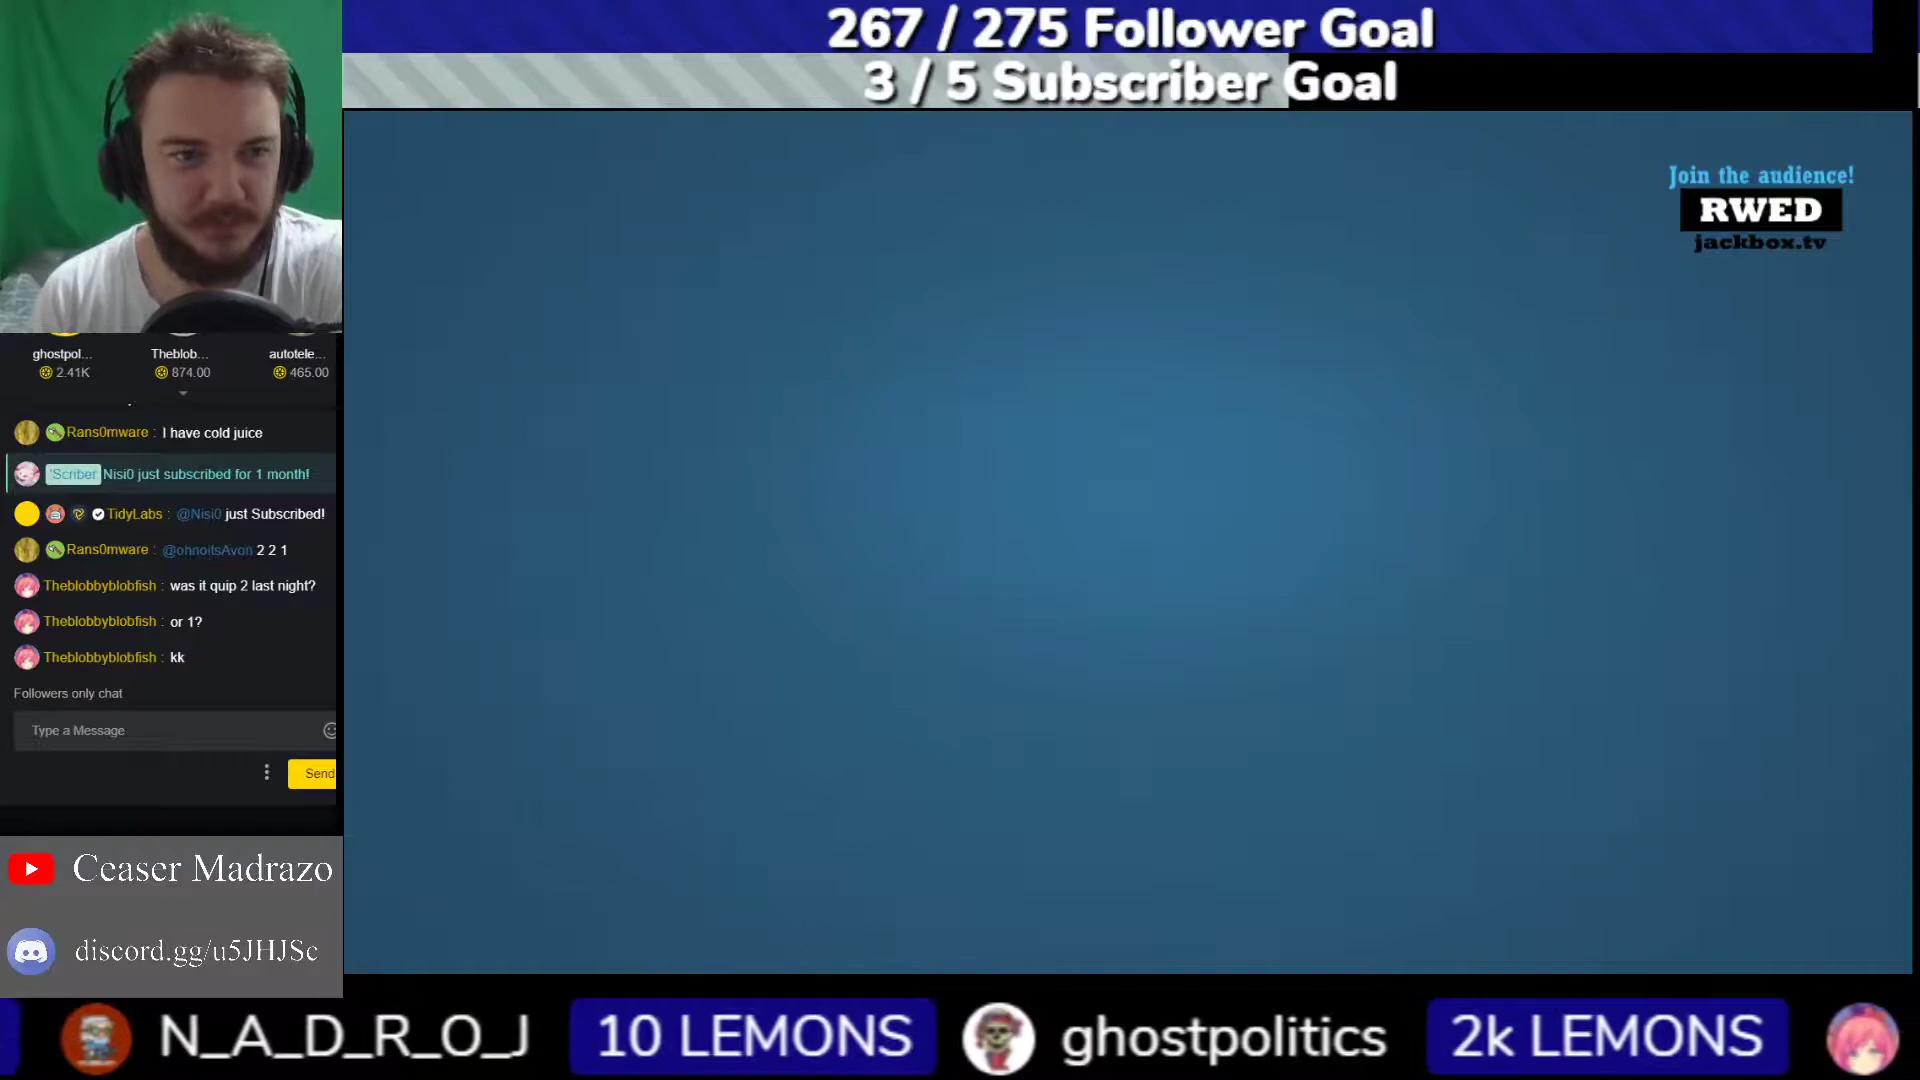 267 / 275 Follower Goal
3 / 5 Subscriber Goal
Join the audience!
RWED
jackbox.tv
ghostpol... Theblob... autotele...
2.41K 874.00 465.00
Rans0mware : I have cold juice
'Scriber Nisi0 just subscribed for 1 month!
TidyLabs : @Nisi0 just Subscribed!
Rans0mware : @ohnoitsAvon 2 2 1
Theblobbyblobfish : was it quip 2 last night?
Theblobbyblobfish : or 1?
Theblobbyblobfish : kk
Followers only chat
Type a Message
Send
Ceaser Madrazo
discord.gg/u5JHJSc
N_A_D_R_O_J 10 LEMONS ghostpolitics 2k LEMONS